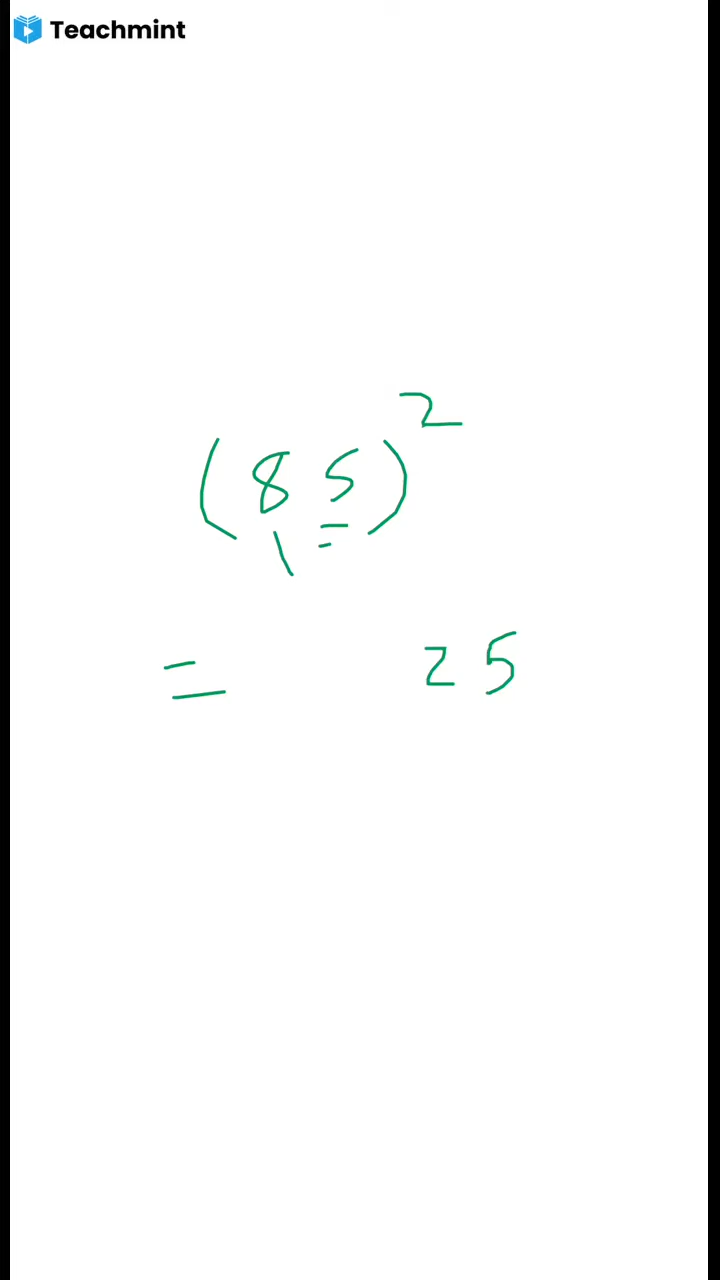 Teachmint
(85)²
= 25